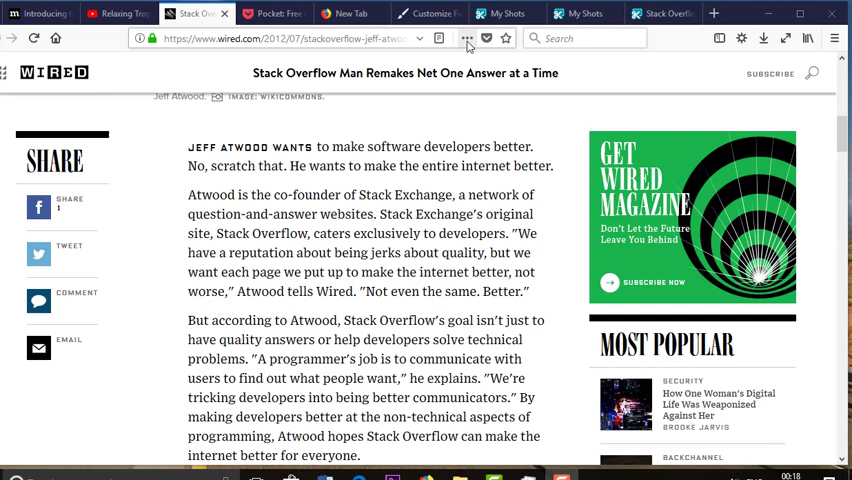 Introducing t
Relaxing Trop
Stack Ov
Pocket: Free
New Tab
Customize Fi
My Shots
My Shots
Stack Overfl
https://www.wired.com/2012/07/stackoverflow-jeff-atwoo
Search
WIRED
Stack Overflow Man Remakes Net One Answer at a Time
SUBSCRIBE
Jeff Atwood. IMAGE: WIKICOMMONS.
SHARE
SHARE
1
TWEET
COMMENT
EMAIL
JEFF ATWOOD WANTS to make software developers better.
No, scratch that. He wants to make the entire internet better.
Atwood is the co-founder of Stack Exchange, a network of
question-and-answer websites. Stack Exchange's original
site, Stack Overflow, caters exclusively to developers. "We
have a reputation about being jerks about quality, but we
want each page we put up to make the internet better, not
worse," Atwood tells Wired. "Not even the same. Better."
But according to Atwood, Stack Overflow's goal isn't just to
have quality answers or help developers solve technical
problems. "A programmer's job is to communicate with
users to find out what people want," he explains. "We're
tricking developers into being better communicators." By
making developers better at the non-technical aspects of
programming, Atwood hopes Stack Overflow can make the
internet better for everyone.
GET
WIRED
MAGAZINE
Don't Let the Future
Leave You Behind
SUBSCRIBE NOW
MOST POPULAR
SECURITY
How One Woman's Digital
Life Was Weaponized
Against Her
BROOKE JARVIS
BACKCHANNEL
00:18